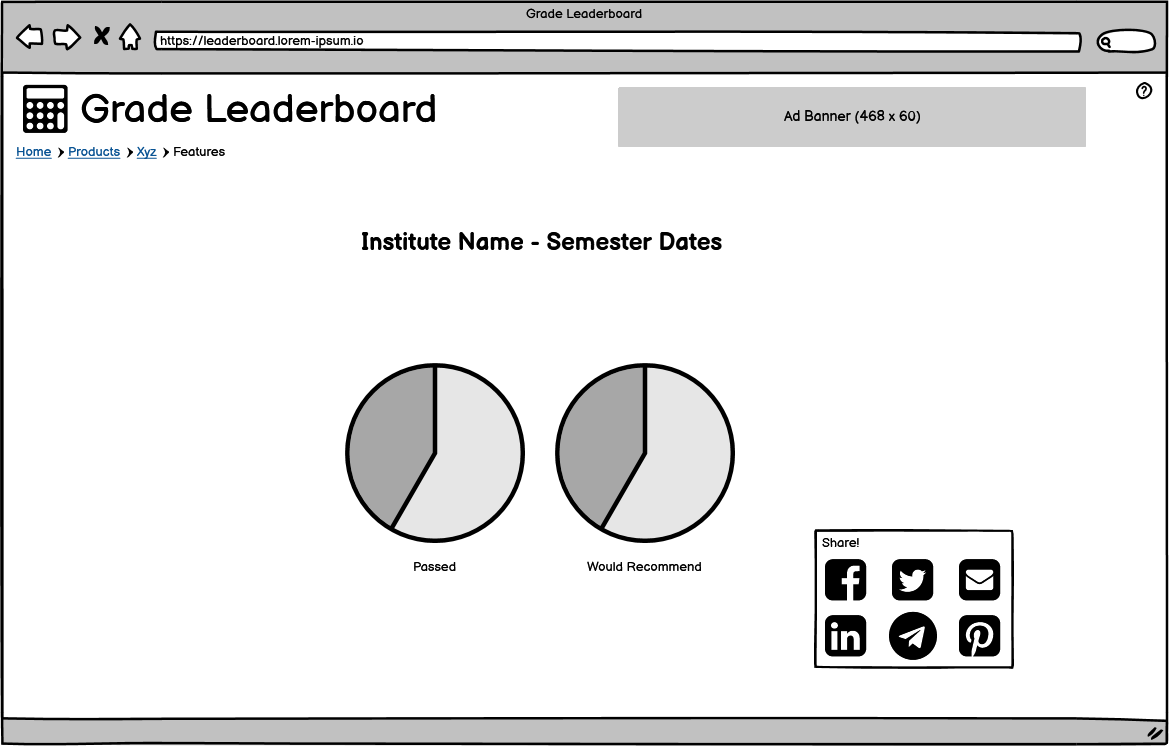 Grade Leaderboard
https://leaderboard.lorem-ipsum.io
Grade Leaderboard
Ad Banner (468 x 60)
?
Home Products Xyz Features
Institute Name - Semester Dates
Passed
Would Recommend
Share!